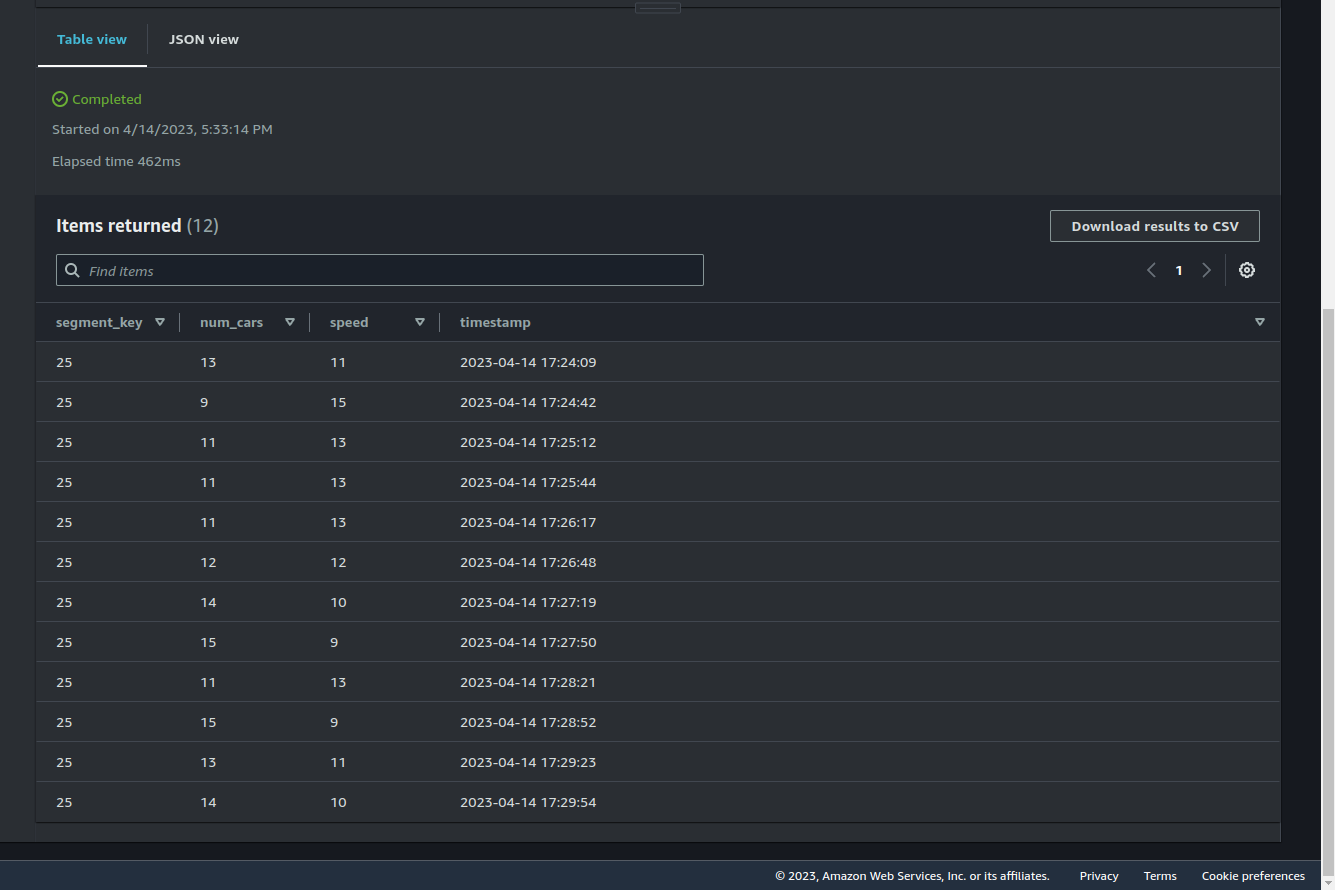 Table view JSON view
Completed
Started on 4/14/2023, 5:33:14 PM
Elapsed time 462ms
Items returned (12) Download results to CSV
Find items 1
segment_key num_cars speed timestamp
25 13 11 2023-04-14 17:24:09
25 9 15 2023-04-14 17:24:42
25 11 13 2023-04-14 17:25:12
25 11 13 2023-04-14 17:25:44
25 11 13 2023-04-14 17:26:17
25 12 12 2023-04-14 17:26:48
25 14 10 2023-04-14 17:27:19
25 15 9 2023-04-14 17:27:50
25 11 13 2023-04-14 17:28:21
25 15 9 2023-04-14 17:28:52
25 13 11 2023-04-14 17:29:23
25 14 10 2023-04-14 17:29:54
© 2023, Amazon Web Services, Inc. or its affiliates. Privacy Terms Cookie preferences